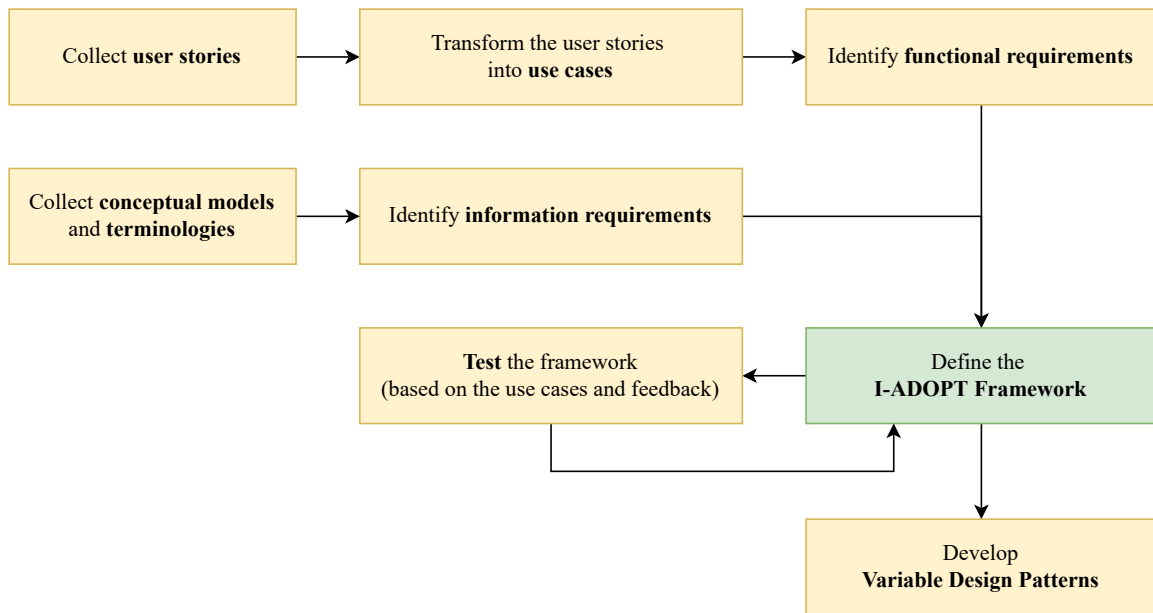 Collect user stories
Transform the user stories
into use cases
Identify functional requirements
Collect conceptual models
and terminologies
Identify information requirements
Test the framework
(based on the use cases and feedback)
Define the
I-ADOPT Framework
Develop
Variable Design Patterns